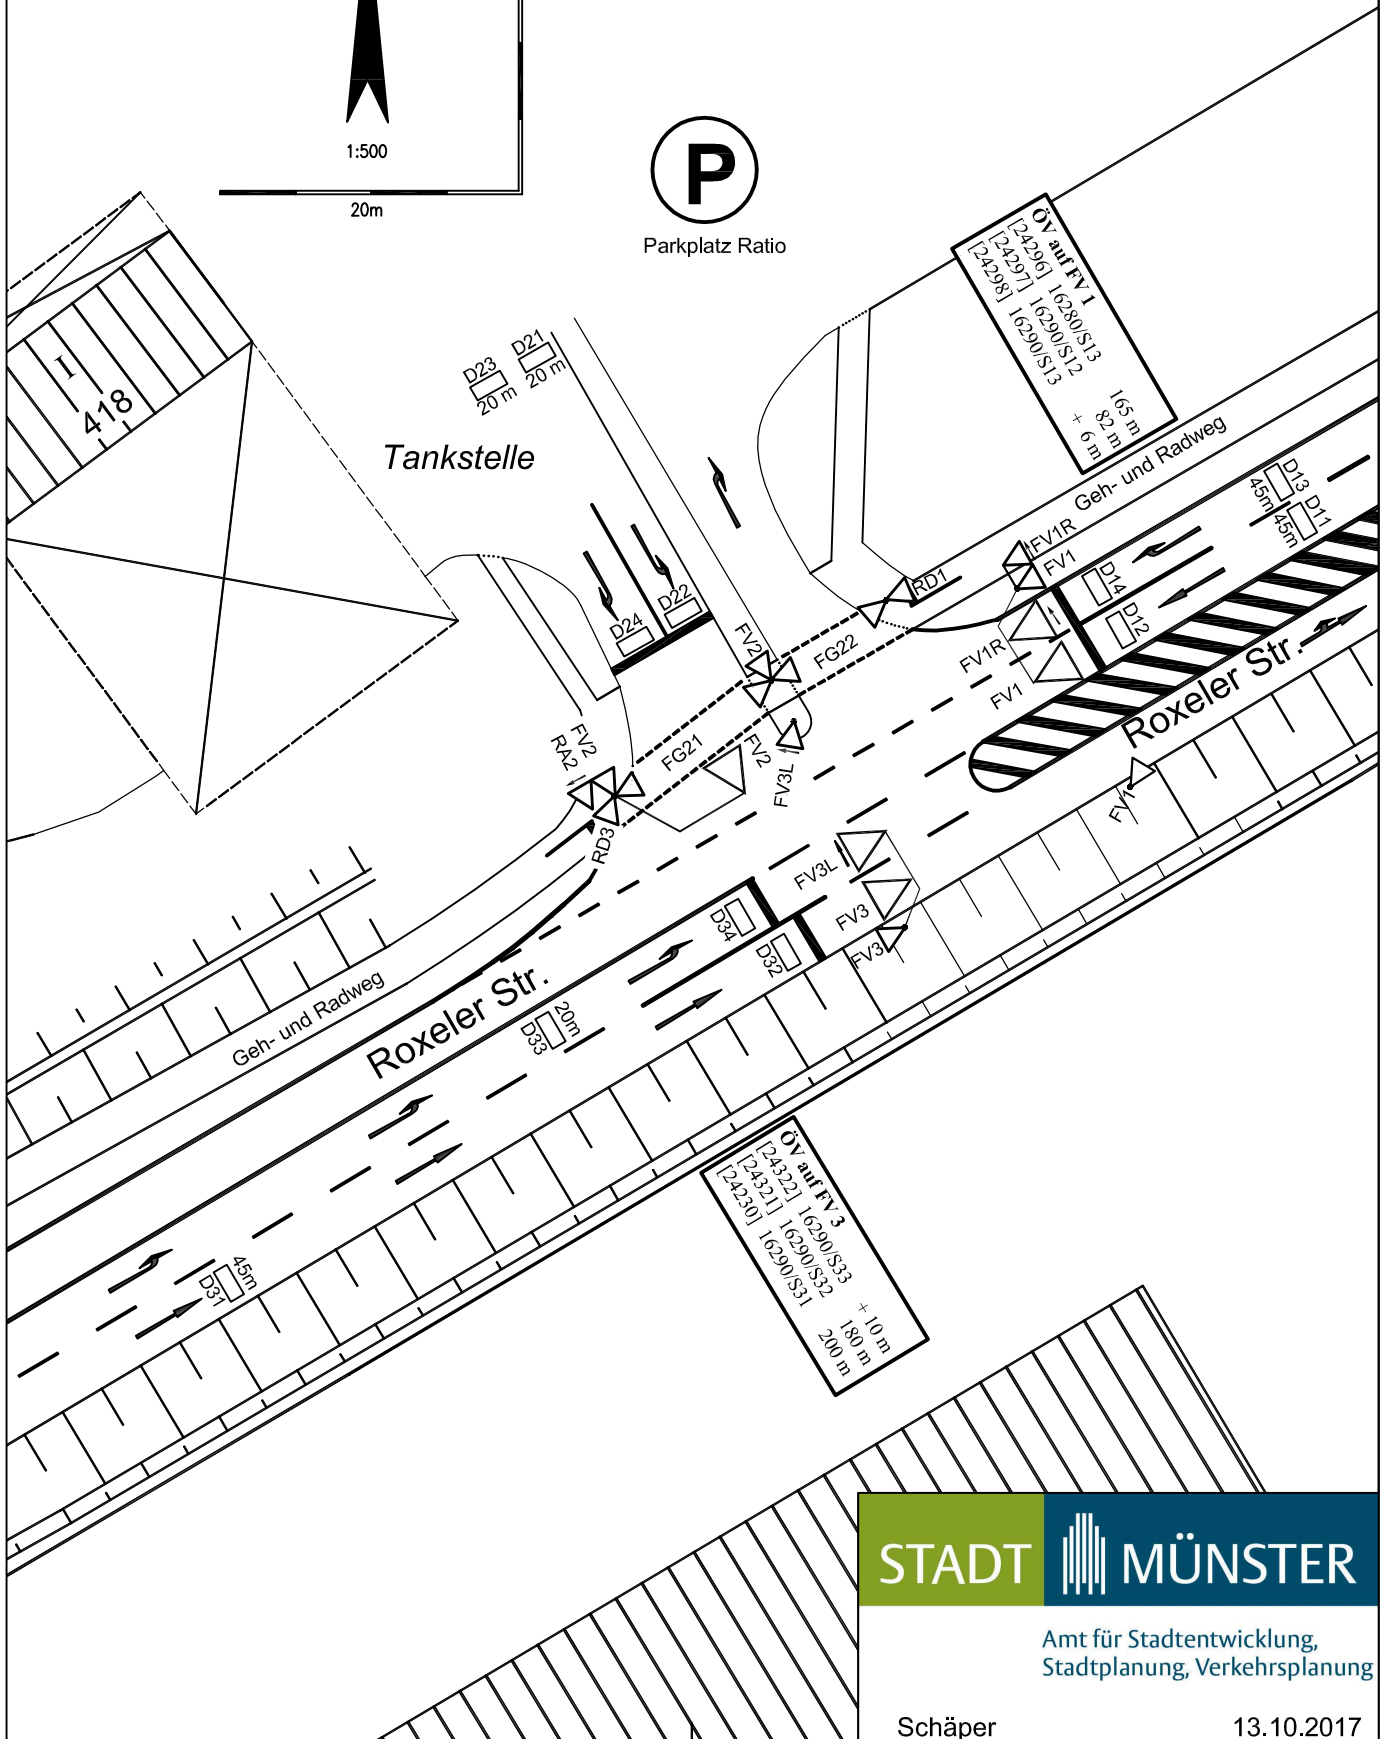 1:500
20m
P
Parkplatz Ratio
ÖV auf FV 1
[24296] 16280/S13 165 m
[24297] 16290/S12 82 m
[24298] 16290/S13 + 6 m
I
418
D23
20 m
D21
20 m
Tankstelle
Geh- und Radweg
D13
45m
D11
45m
FV1R
FV1
D14
D12
RD1
D22
D24
FV2
FG22
FV1R
FV1
Roxeler Str.
FV2
RA2
FG21
FV2
FV3L
FV1
RD3
FV3L
FV3
FV3
D34
D32
Geh- und Radweg
Roxeler Str.
D33
20m
D31
45m
ÖV auf FV 3
[24322] 16290/S33 + 10 m
[24321] 16290/S32 180 m
[24230] 16290/S31 200 m
STADT MÜNSTER
Amt für Stadtentwicklung,
Stadtplanung, Verkehrsplanung
Schäper 13.10.2017